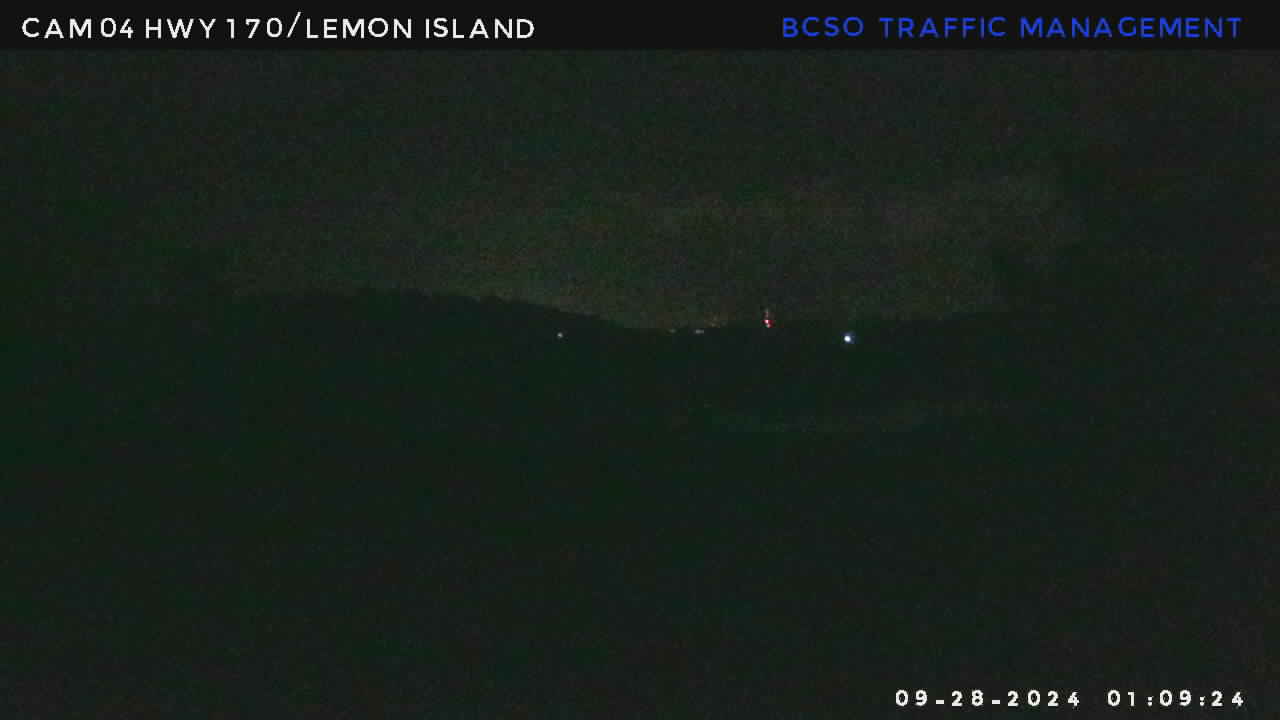 CAM04 HWY 170/LEMON ISLAND
BCSO TRAFFIC MANAGEMENT
09-28-2024 01:09:24